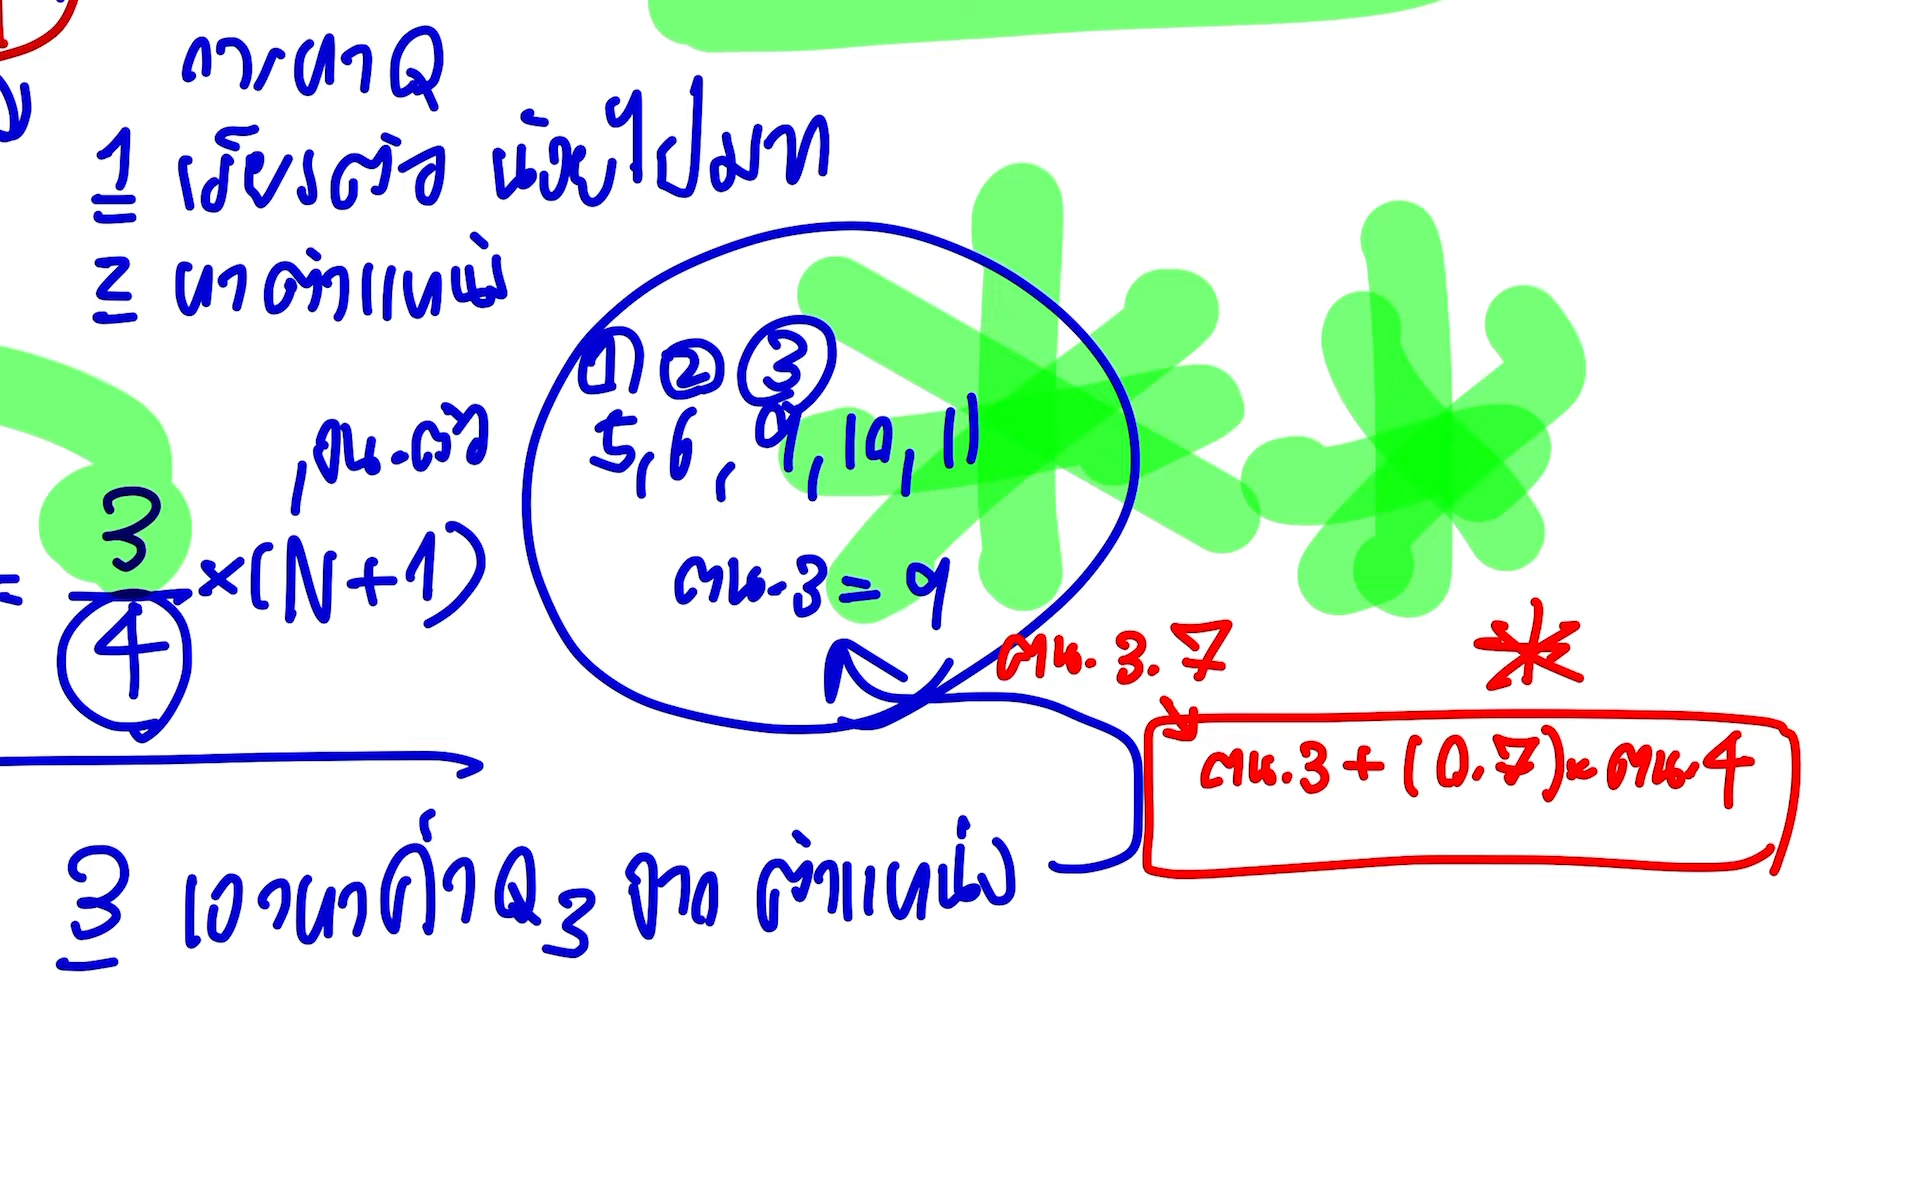 การหา Q
1 เรียงตัว น้อยไปมาก
2 หาตำแหน่ง
① ② ③
5, 6, 9, 10, 11
จน.ตัว
= 3/4 × (N+1)
ตน.3 = 9
ตน. 3.7
ตน.3 + (0.7)× ตน.4
3 เอาหาค่า Q3 จาก ตำแหน่ง